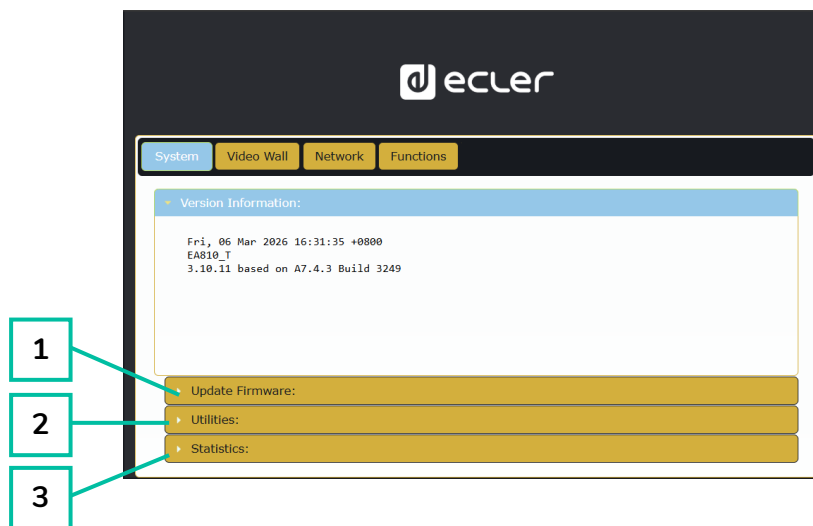 ecler
System Video Wall Network Functions
Version Information:
Fri, 06 Mar 2026 16:31:35 +0800
EA810_T
3.10.11 based on A7.4.3 Build 3249
1
Update Firmware:
2
Utilities:
Statistics:
3